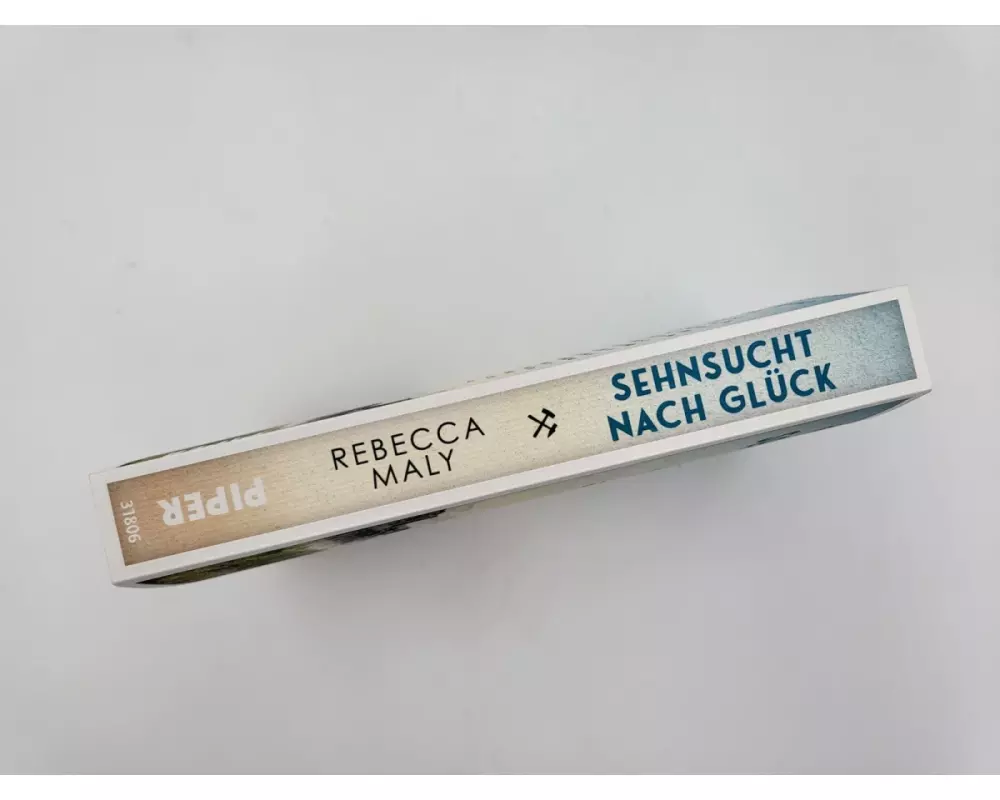 REBECCA
MALY
SEHNSUCHT
NACH GLÜCK
PIPER
31806